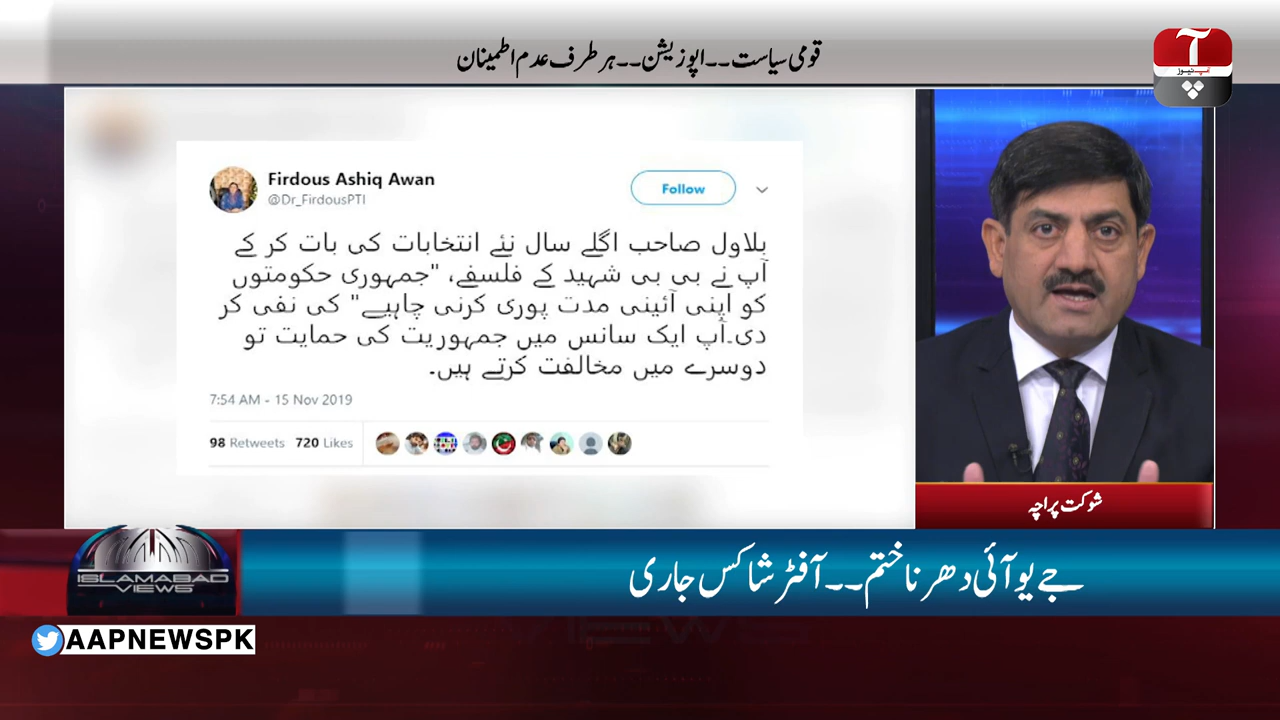 قومی سیاست۔۔اپوزیشن۔۔ہر طرف عدم اطمینان
آپ نیوز
Firdous Ashiq Awan
@Dr_FirdousPTI
Follow
بلاول صاحب اگلے سال نئے انتخابات کی بات کر کے
آپ نے بی بی شہید کے فلسفے، "جمہوری حکومتوں
کو اپنی آئینی مدت پوری کرنی چاہیے" کی نفی کر
دی۔آپ ایک سانس میں جمہوریت کی حمایت تو
دوسرے میں مخالفت کرتے ہیں۔
7:54 AM - 15 Nov 2019
98 Retweets 720 Likes
شوکت پراچہ
جے یو آئی دھرنا ختم۔۔آفٹر شاکس جاری
ISLAMABAD
VIEWS
AAPNEWSPK